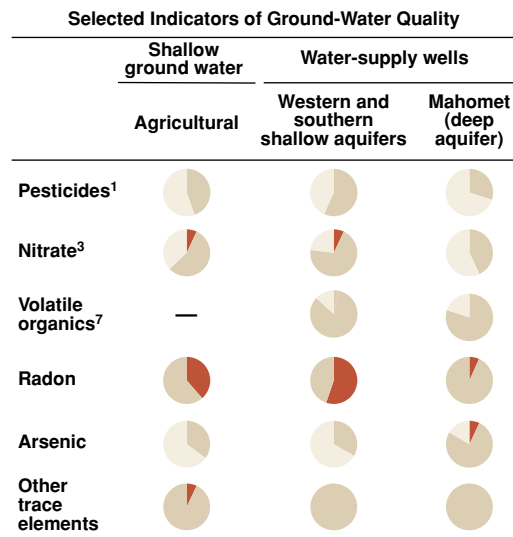 Selected Indicators of Ground-Water Quality
Shallow
ground water
Water-supply wells
Agricultural
Western and
southern
shallow aquifers
Mahomet
(deep
aquifer)
Pesticides¹
Nitrate³
Volatile
organics⁷
—
Radon
Arsenic
Other
trace
elements